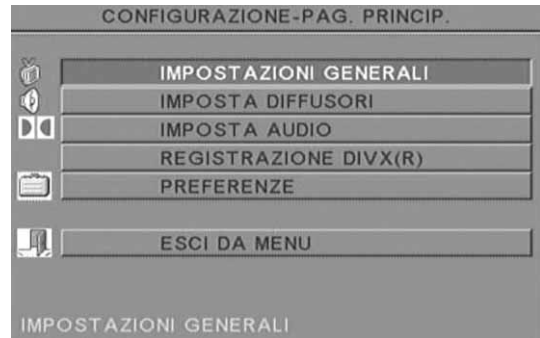 CONFIGURAZIONE-PAG. PRINCIP.
IMPOSTAZIONI GENERALI
IMPOSTA DIFFUSORI
IMPOSTA AUDIO
REGISTRAZIONE DIVX(R)
PREFERENZE
ESCI DA MENU
IMPOSTAZIONI GENERALI